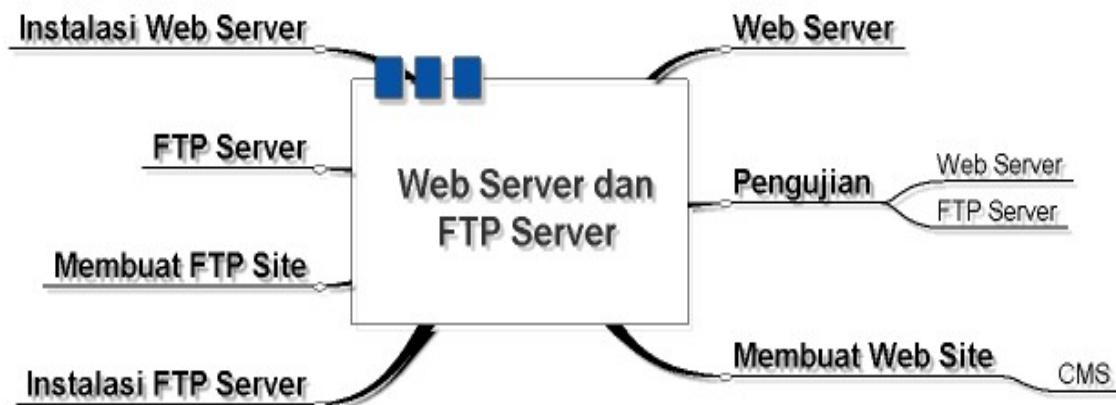 Instalasi Web Server
Web Server
FTP Server
Web Server dan
FTP Server
Pengujian
Web Server
FTP Server
Membuat FTP Site
Membuat Web Site
CMS
Instalasi FTP Server